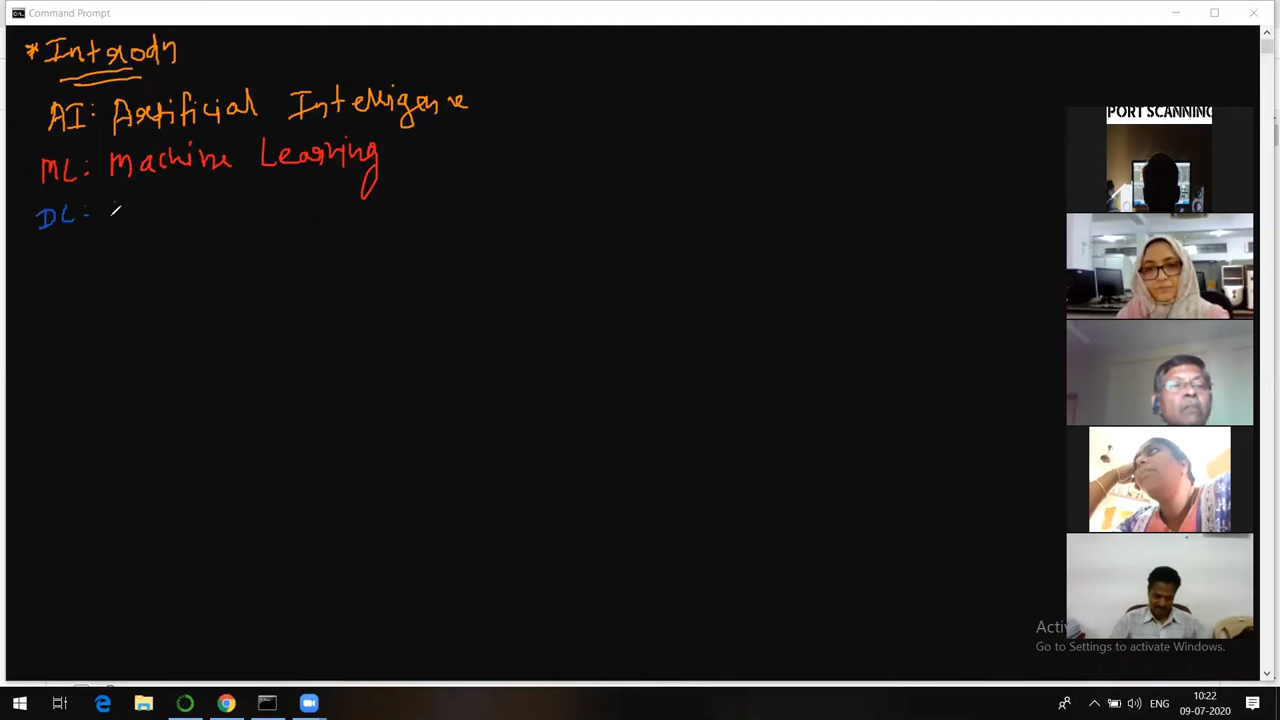 Command Prompt
*Introdn
AI: Artificial Intelligence
ML: Machine Learning
DL:
PORT SCANNING
Go to Settings to activate Windows.
ENG
10:22
09-07-2020